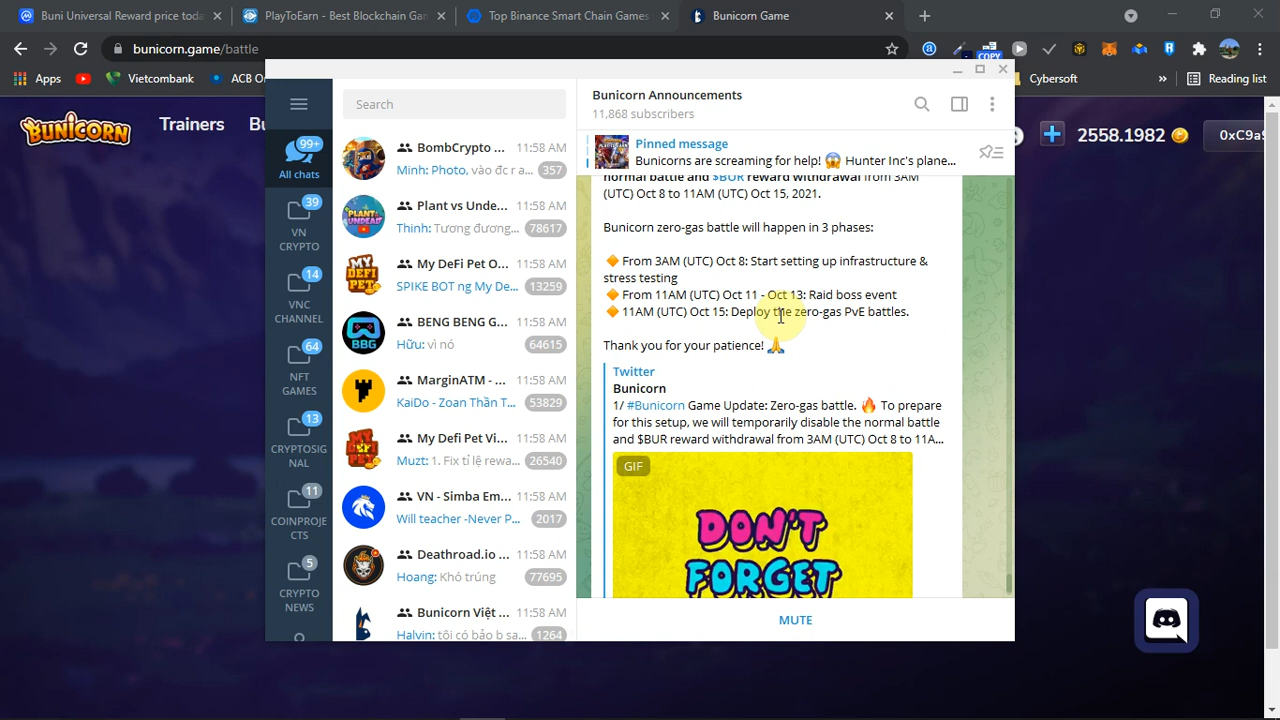 Buni Universal Reward price toda
PlayToEarn - Best Blockchain Gam
Top Binance Smart Chain Games
Bunicorn Game
bunicorn.game/battle
COPY
Apps
Vietcombank
ACB O
Cybersoft
»
Reading list
BUNICORN
Trainers
Bu
2558.1982
0xC9a9
99+
All chats
39
VN
CRYPTO
14
VNC
CHANNEL
64
NFT
GAMES
13
CRYPTOSIG
NAL
11
COINPROJE
CTS
5
CRYPTO
NEWS
Search
BombCrypto ... 11:58 AM
Minh: Photo, vào đc r a... 357
Plant vs Unde... 11:58 AM
Thinh: Tương đương... 78617
My DeFi Pet O... 11:58 AM
SPIKE BOT ng My De... 13259
BENG BENG G... 11:58 AM
Hữu: vì nó 64615
MarginATM - ... 11:58 AM
KaiDo - Zoan Thần T... 53829
My Defi Pet Vi... 11:58 AM
Muzt: 1. Fix tỉ lệ rewa... 26540
VN - Simba Em... 11:58 AM
Will teacher -Never P... 2017
Deathroad.io ... 11:58 AM
Hoang: Khó trúng 77695
Bunicorn Việt ... 11:58 AM
Halvin: tôi có bảo b sa... 1264
Bunicorn Announcements
11,868 subscribers
Pinned message
Bunicorns are screaming for help! 😱 Hunter Inc's plane...
normal battle and $BUR reward withdrawal from 3AM
(UTC) Oct 8 to 11AM (UTC) Oct 15, 2021.
Bunicorn zero-gas battle will happen in 3 phases:
🔸 From 3AM (UTC) Oct 8: Start setting up infrastructure &
stress testing
🔸 From 11AM (UTC) Oct 11 - Oct 13: Raid boss event
🔸 11AM (UTC) Oct 15: Deploy the zero-gas PvE battles.
Thank you for your patience! 🙏
Twitter
Bunicorn
1/ #Bunicorn Game Update: Zero-gas battle. 🔥 To prepare
for this setup, we will temporarily disable the normal battle
and $BUR reward withdrawal from 3AM (UTC) Oct 8 to 11A...
GIF
DON'T
FORGET
MUTE